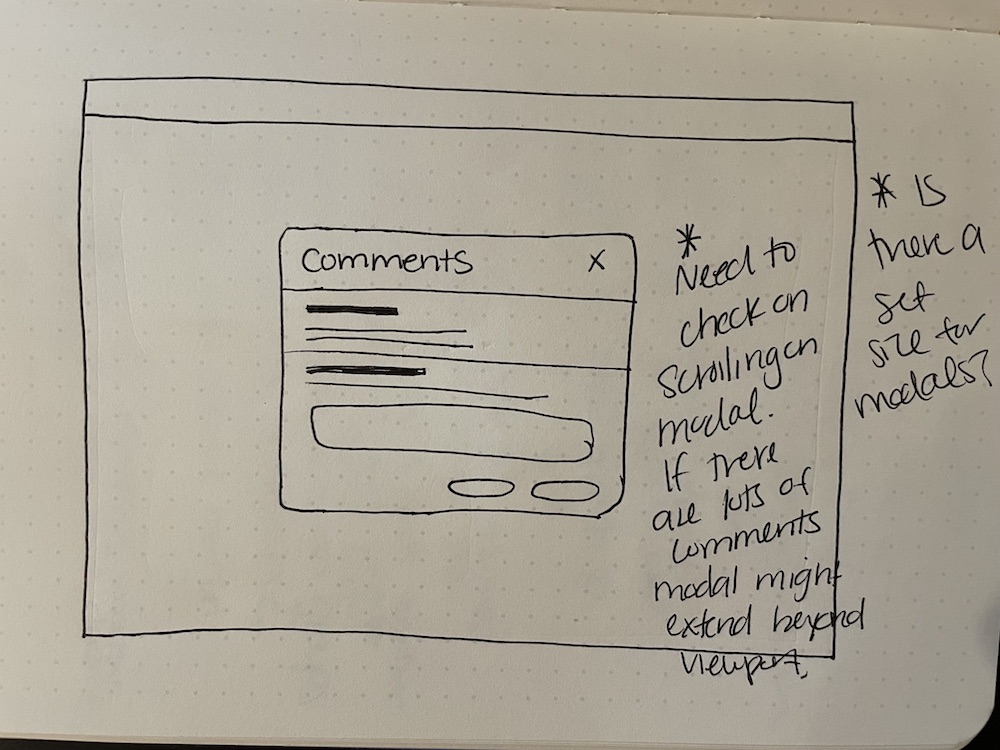 Comments X
*
Need to
check on
scrolling on
modal.
If there
are lots of
comments
modal might
extend beyond
viewport.
* Is
there a
set
size for
modals?